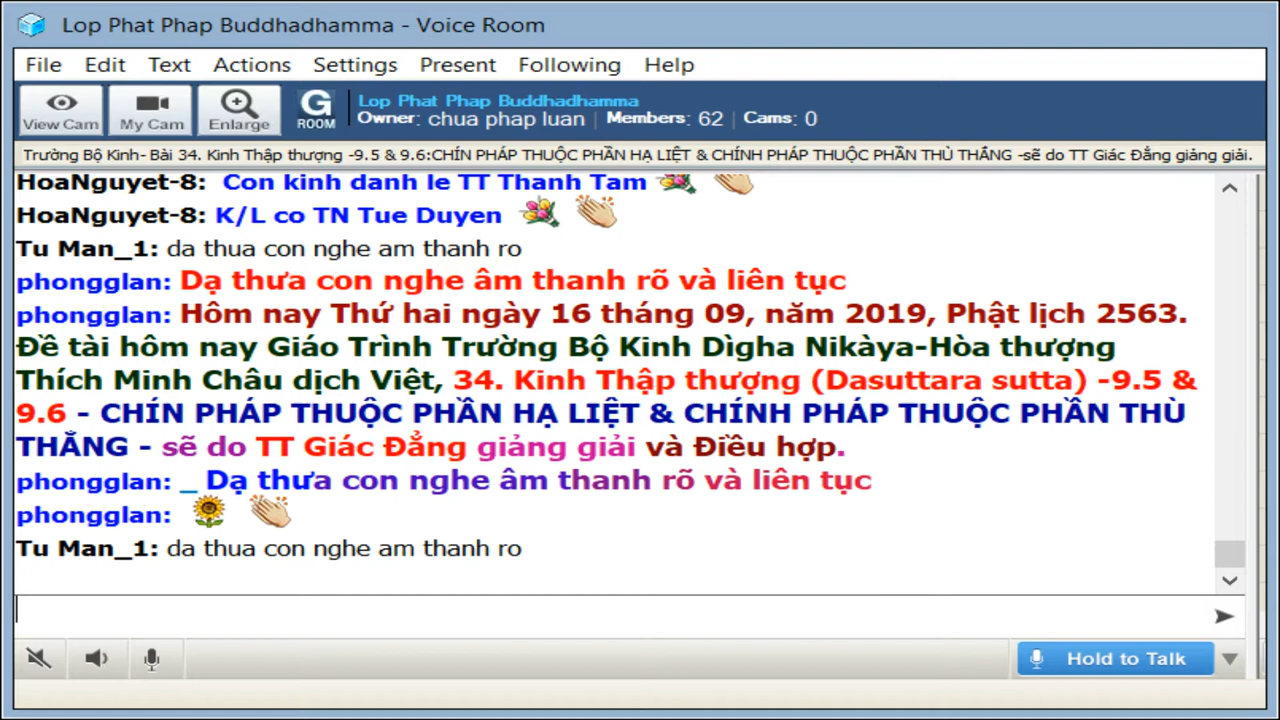 Lop Phat Phap Buddhadhamma - Voice Room
File Edit Text Actions Settings Present Following Help
View Cam My Cam Enlarge G ROOM
Lop Phat Phap Buddhadhamma
Owner: chua phap luan | Members: 62 | Cams: 0
Trường Bộ Kinh- Bài 34. Kinh Thập thượng -9.5 & 9.6:CHÍN PHÁP THUỘC PHẦN HẠ LIỆT & CHÍNH PHÁP THUỘC PHẦN THÙ THẮNG -sẽ do TT Giác Đẳng giảng giải.
HoaNguyet-8: Con kinh danh le TT Thanh Tam
HoaNguyet-8: K/L co TN Tue Duyen
Tu Man_1: da thua con nghe am thanh ro
phongglan: Dạ thưa con nghe âm thanh rõ và liên tục
phongglan: Hôm nay Thứ hai ngày 16 tháng 09, năm 2019, Phật lịch 2563.
Đề tài hôm nay Giáo Trình Trường Bộ Kinh Dìgha Nikàya-Hòa thượng
Thích Minh Châu dịch Việt, 34. Kinh Thập thượng (Dasuttara sutta) -9.5 &
9.6 - CHÍN PHÁP THUỘC PHẦN HẠ LIỆT & CHÍNH PHÁP THUỘC PHẦN THÙ
THẮNG - sẽ do TT Giác Đẳng giảng giải và Điều hợp.
phongglan: _ Dạ thưa con nghe âm thanh rõ và liên tục
phongglan:
Tu Man_1: da thua con nghe am thanh ro
Hold to Talk